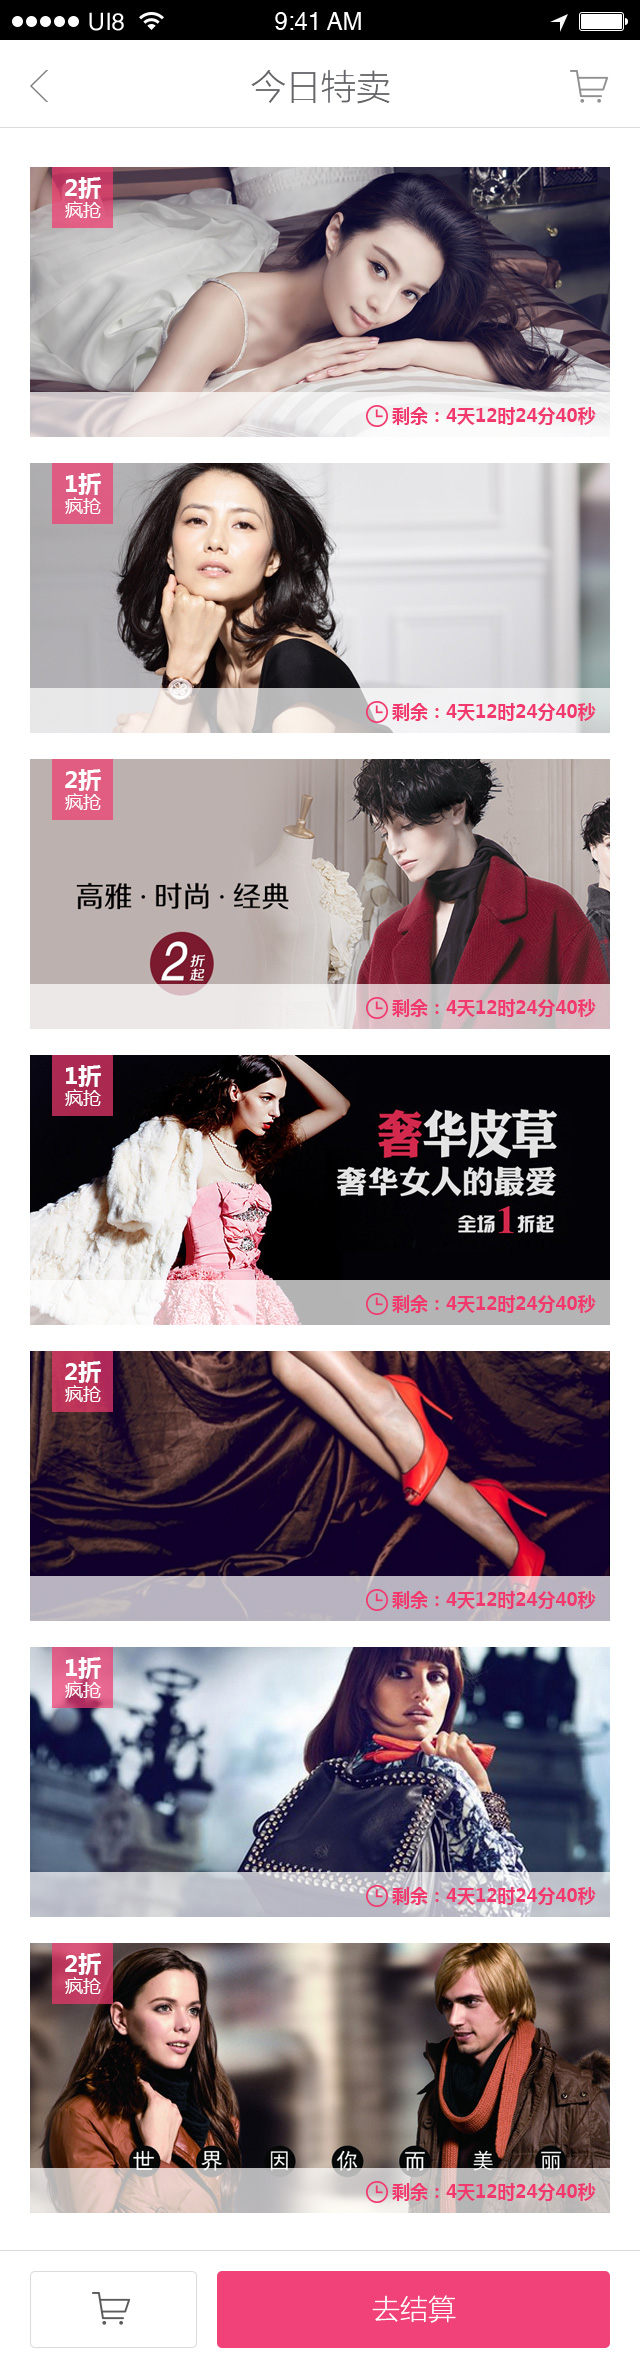 UI8 9:41 AM
今日特卖
2折
疯抢
剩余：4天12时24分40秒
1折
疯抢
剩余：4天12时24分40秒
2折
疯抢
高雅·时尚·经典
2折起
剩余：4天12时24分40秒
1折
疯抢
奢华皮草
奢华女人的最爱
全场1折起
剩余：4天12时24分40秒
2折
疯抢
剩余：4天12时24分40秒
1折
疯抢
剩余：4天12时24分40秒
2折
疯抢
世界因你而美丽
剩余：4天12时24分40秒
去结算